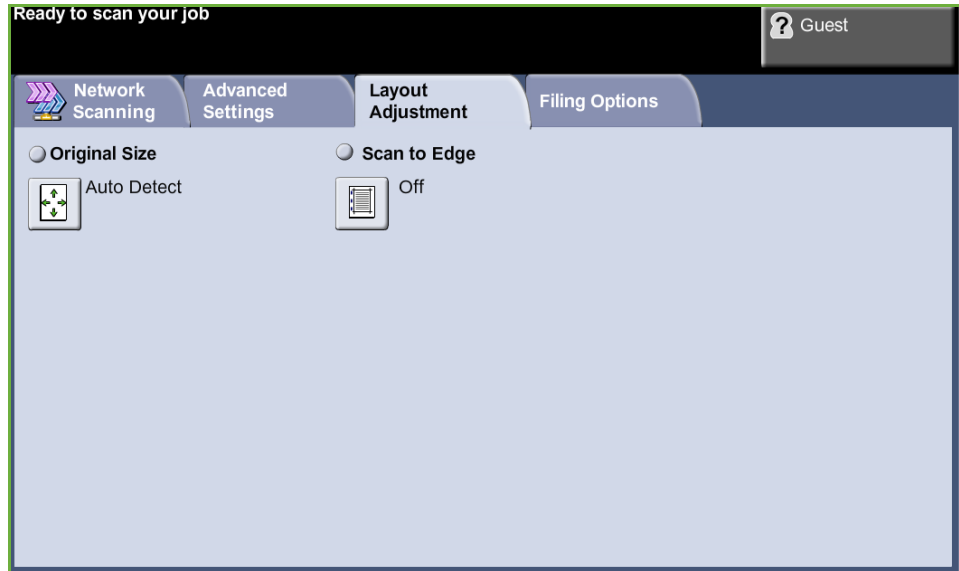 Ready to scan your job
? Guest
Network
Scanning
Advanced
Settings
Layout
Adjustment
Filing Options
Original Size
Auto Detect
Scan to Edge
Off